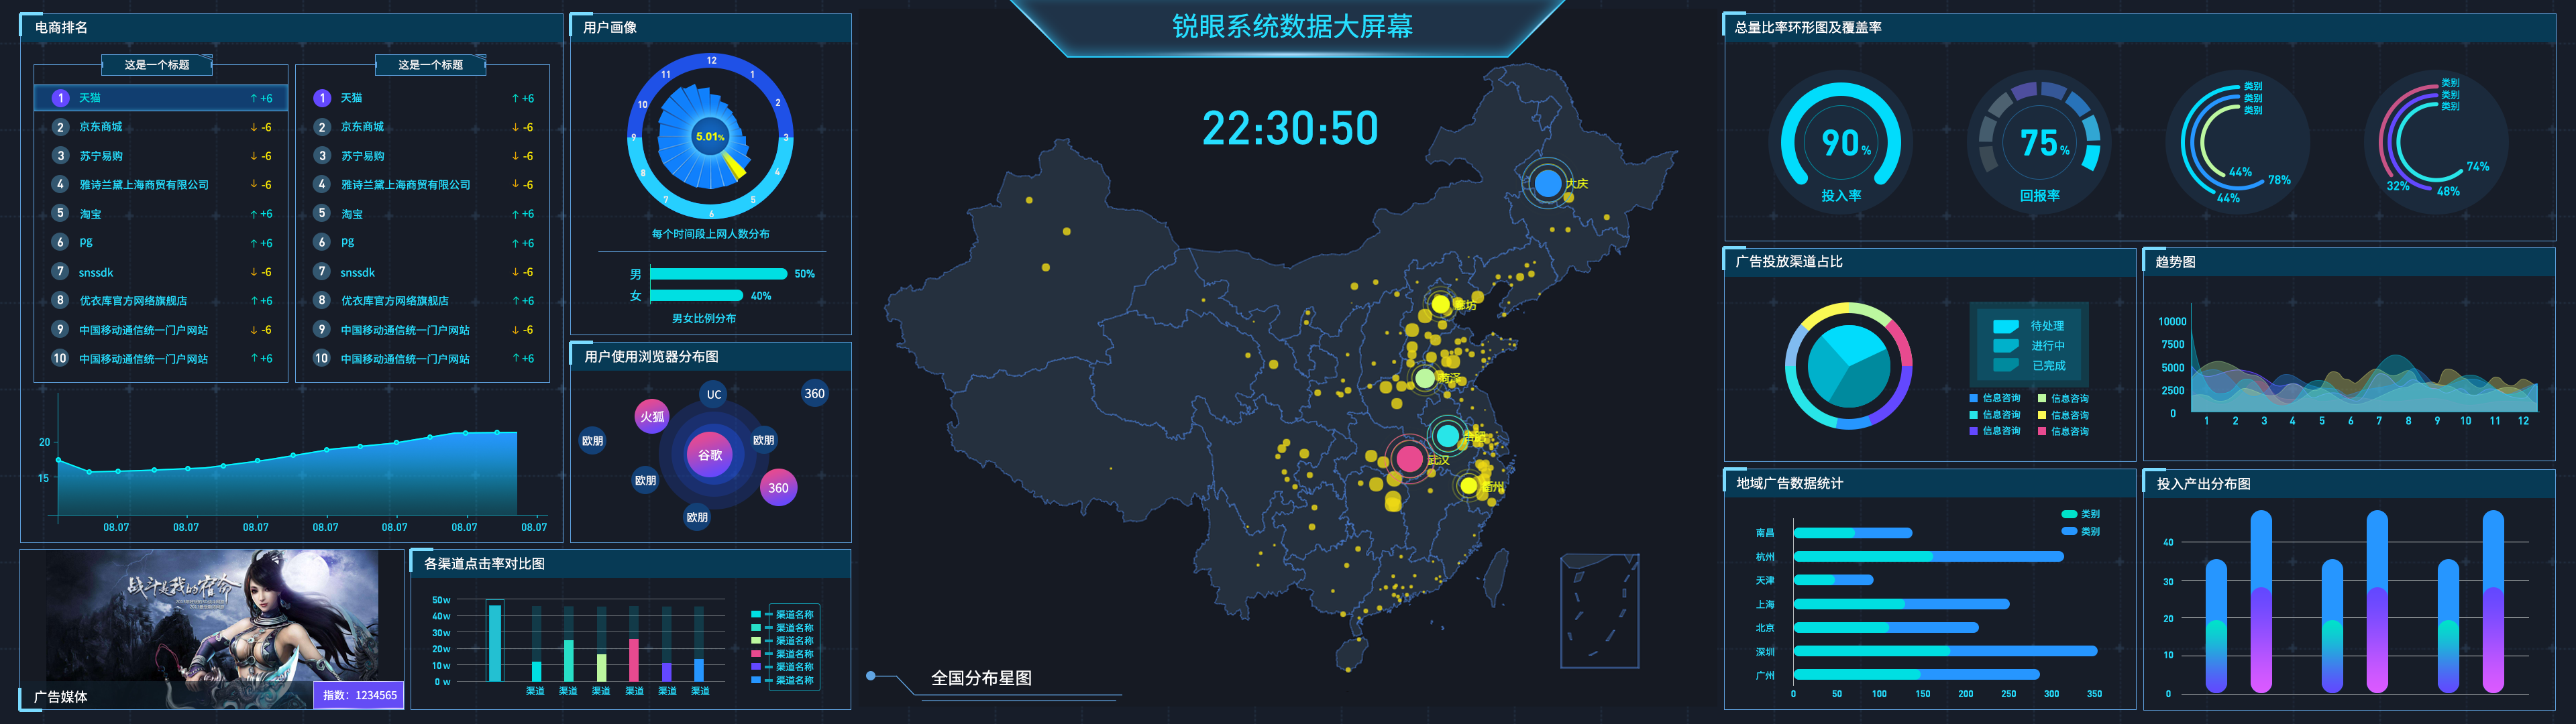 电商排名
这是一个标题
1 天猫 ↑ +6
2 京东商城 ↓ -6
3 苏宁易购 ↓ -6
4 雅诗兰黛上海商贸有限公司 ↓ -6
5 淘宝 ↑ +6
6 pg ↑ +6
7 snssdk ↓ -6
8 优衣库官方网络旗舰店 ↑ +6
9 中国移动通信统一门户网站 ↓ -6
10 中国移动通信统一门户网站 ↑ +6
这是一个标题
1 天猫 ↑ +6
2 京东商城 ↓ -6
3 苏宁易购 ↓ -6
4 雅诗兰黛上海商贸有限公司 ↓ -6
5 淘宝 ↑ +6
6 pg ↑ +6
7 snssdk ↓ -6
8 优衣库官方网络旗舰店 ↑ +6
9 中国移动通信统一门户网站 ↓ -6
10 中国移动通信统一门户网站 ↑ +6
20
15
08.07 08.07 08.07 08.07 08.07 08.07 08.07
战斗是我的宿命
广告媒体
指数：1234565
用户画像
12
1
2
3
4
5
6
7
8
9
10
11
5.01%
每个时间段上网人数分布
男 50%
女 40%
男女比例分布
用户使用浏览器分布图
UC
360
火狐
欧朋
欧朋
谷歌
欧朋
360
欧朋
各渠道点击率对比图
50w
40w
30w
20w
10w
0 w
渠道 渠道 渠道 渠道 渠道 渠道
渠道名称
渠道名称
渠道名称
渠道名称
渠道名称
渠道名称
锐眼系统数据大屏幕
22:30:50
大庆
廊坊
菏泽
合肥
武汉
全国分布星图
总量比率环形图及覆盖率
90%
投入率
75%
回报率
类别
类别
类别
44%
78%
44%
类别
类别
类别
74%
32%
48%
广告投放渠道占比
待处理
进行中
已完成
信息咨询 信息咨询
信息咨询 信息咨询
信息咨询 信息咨询
趋势图
10000
7500
5000
2500
0
1 2 3 4 5 6 7 8 9 10 11 12
地域广告数据统计
类别
类别
南昌
杭州
天津
上海
北京
深圳
广州
0 50 100 150 200 250 300 350
投入产出分布图
40
30
20
10
0